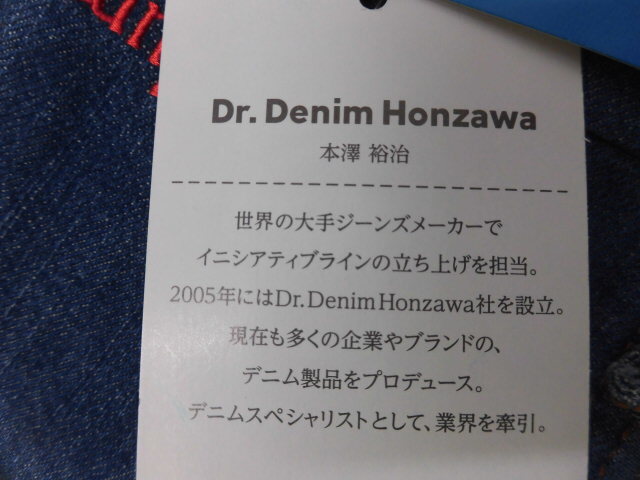 Dr. Denim Honzawa
本澤 裕治
世界の大手ジーンズメーカーで
イニシアティブラインの立ち上げを担当。
2005年にはDr.Denim Honzawa社を設立。
現在も多くの企業やブランドの、
デニム製品をプロデュース。
デニムスペシャリストとして、業界を牽引。